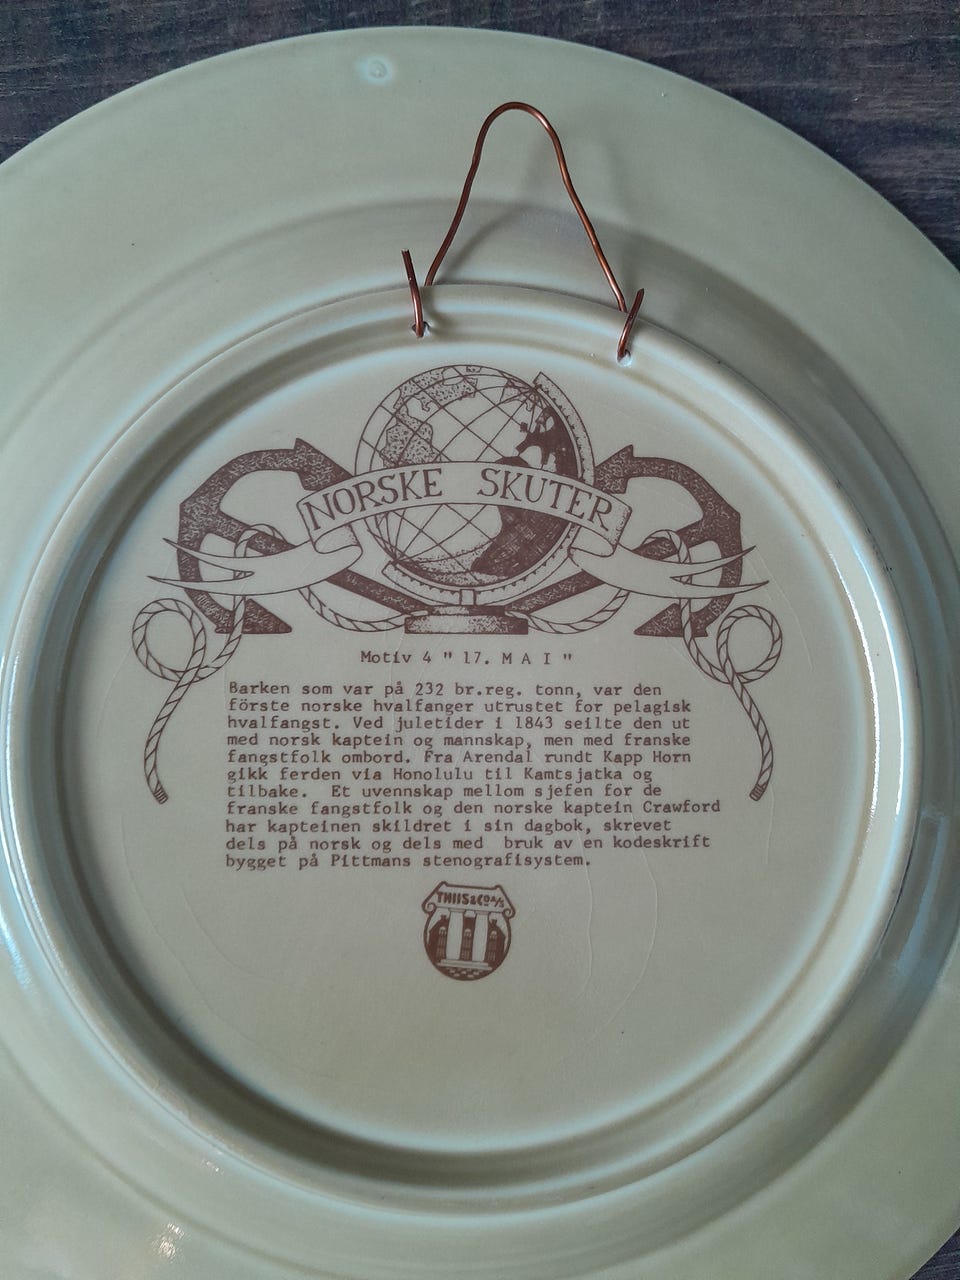 NORSKE SKUTER
Motiv 4 " 17. M A I "
Barken som var på 232 br.reg. tonn, var den
förste norske hvalfanger utrustet for pelagisk
hvalfangst. Ved juletider i 1843 seilte den ut
med norsk kaptein og mannskap, men med franske
fangstfolk ombord. Fra Arendal rundt Kapp Horn
gikk ferden via Honolulu til Kamtsjatka og
tilbake. Et uvennskap mellom sjefen for de
franske fangstfolk og den norske kaptein Crawford
har kapteinen skildret i sin dagbok, skrevet
dels på norsk og dels med bruk av en kodeskrift
bygget på Pittmans stenografisystem.
THIIS & Co A/S